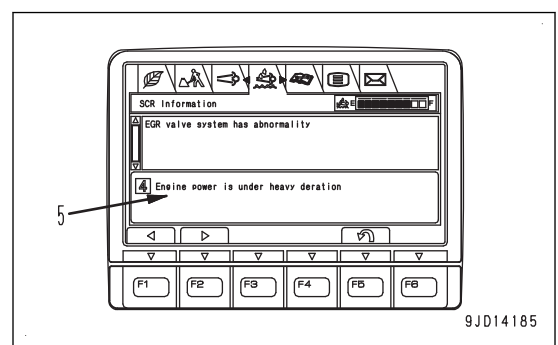 SCR Information
E F
EGR valve system has abnormality
4 Engine power is under heavy deration
5
F1 F2 F3 F4 F5 F6
9JD14185